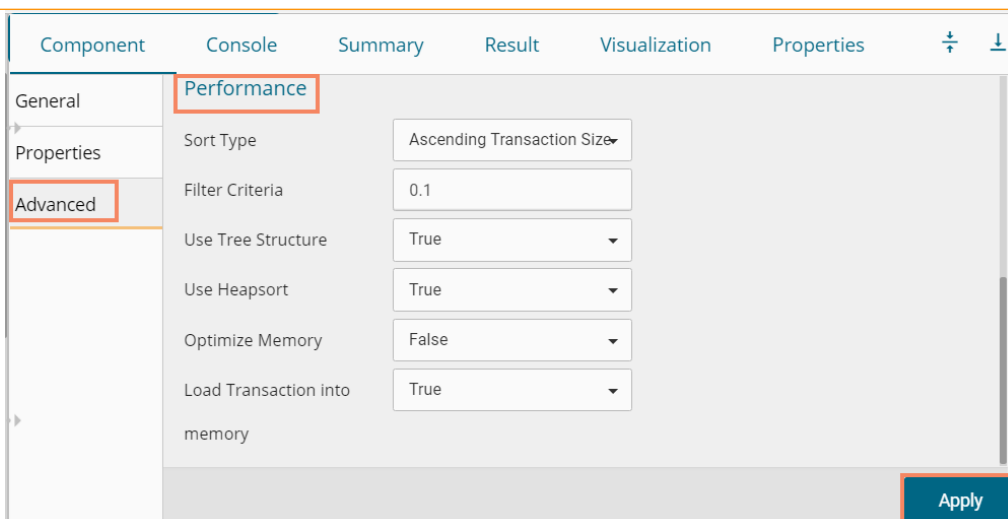 Component Console Summary Result Visualization Properties
General
Properties
Advanced
Performance
Sort Type Ascending Transaction Size
Filter Criteria 0.1
Use Tree Structure True
Use Heapsort True
Optimize Memory False
Load Transaction into True
memory
Apply